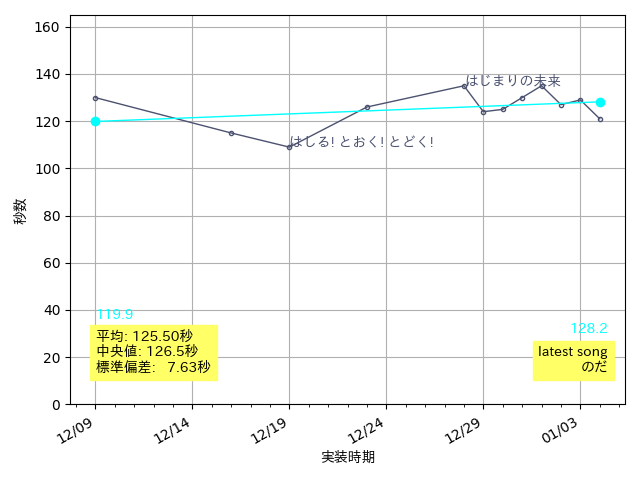 160
140
120
100
80
60
40
20
0
秒数
はじまりの未来
はしる! とおく! とどく!
119.9
128.2
平均: 125.50秒
中央値: 126.5秒
標準偏差: 7.63秒
latest song
のだ
12/09
12/14
12/19
12/24
12/29
01/03
実装時期